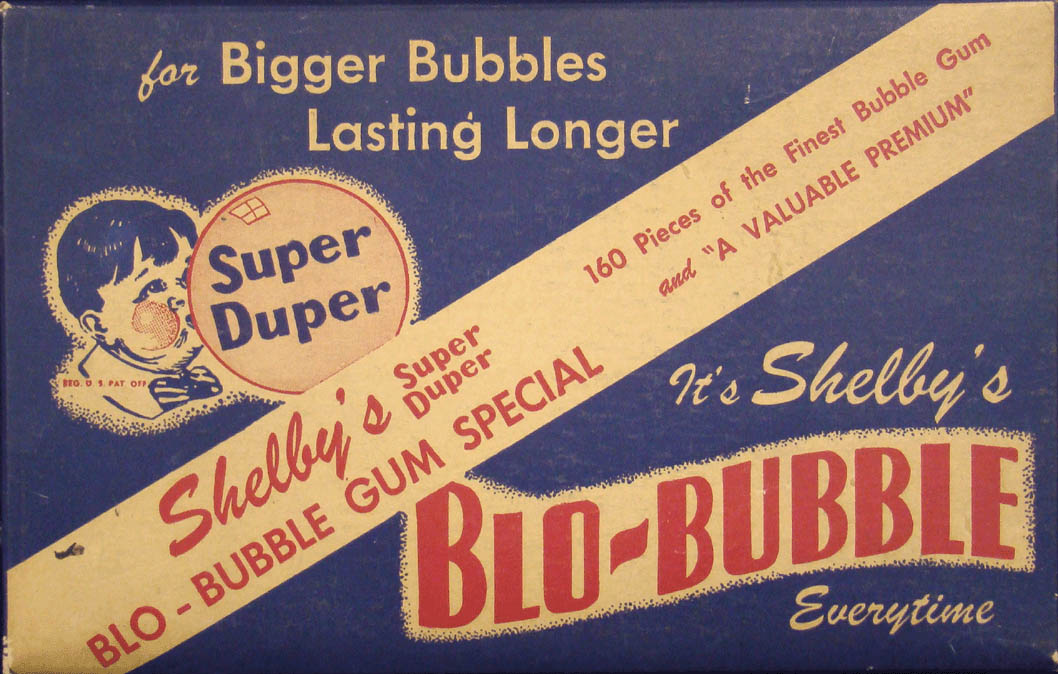 for Bigger Bubbles
Lasting Longer
Super
Duper
REG. U. S. PAT OFF
160 Pieces of the Finest Bubble Gum
and "A VALUABLE PREMIUM"
Shelby's Super Duper
BLO-BUBBLE GUM SPECIAL
It's Shelby's
BLO-BUBBLE
Everytime